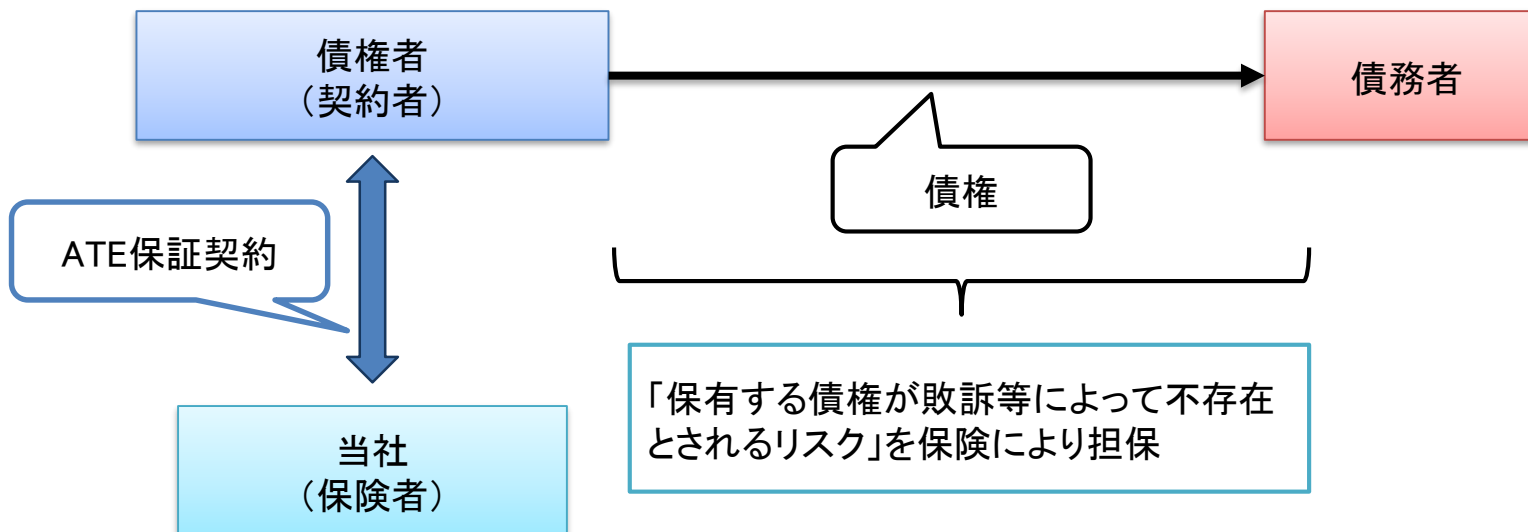 債権者
（契約者）
債務者
債権
ATE保証契約
「保有する債権が敗訴等によって不存在
とされるリスク」を保険により担保
当社
（保険者）